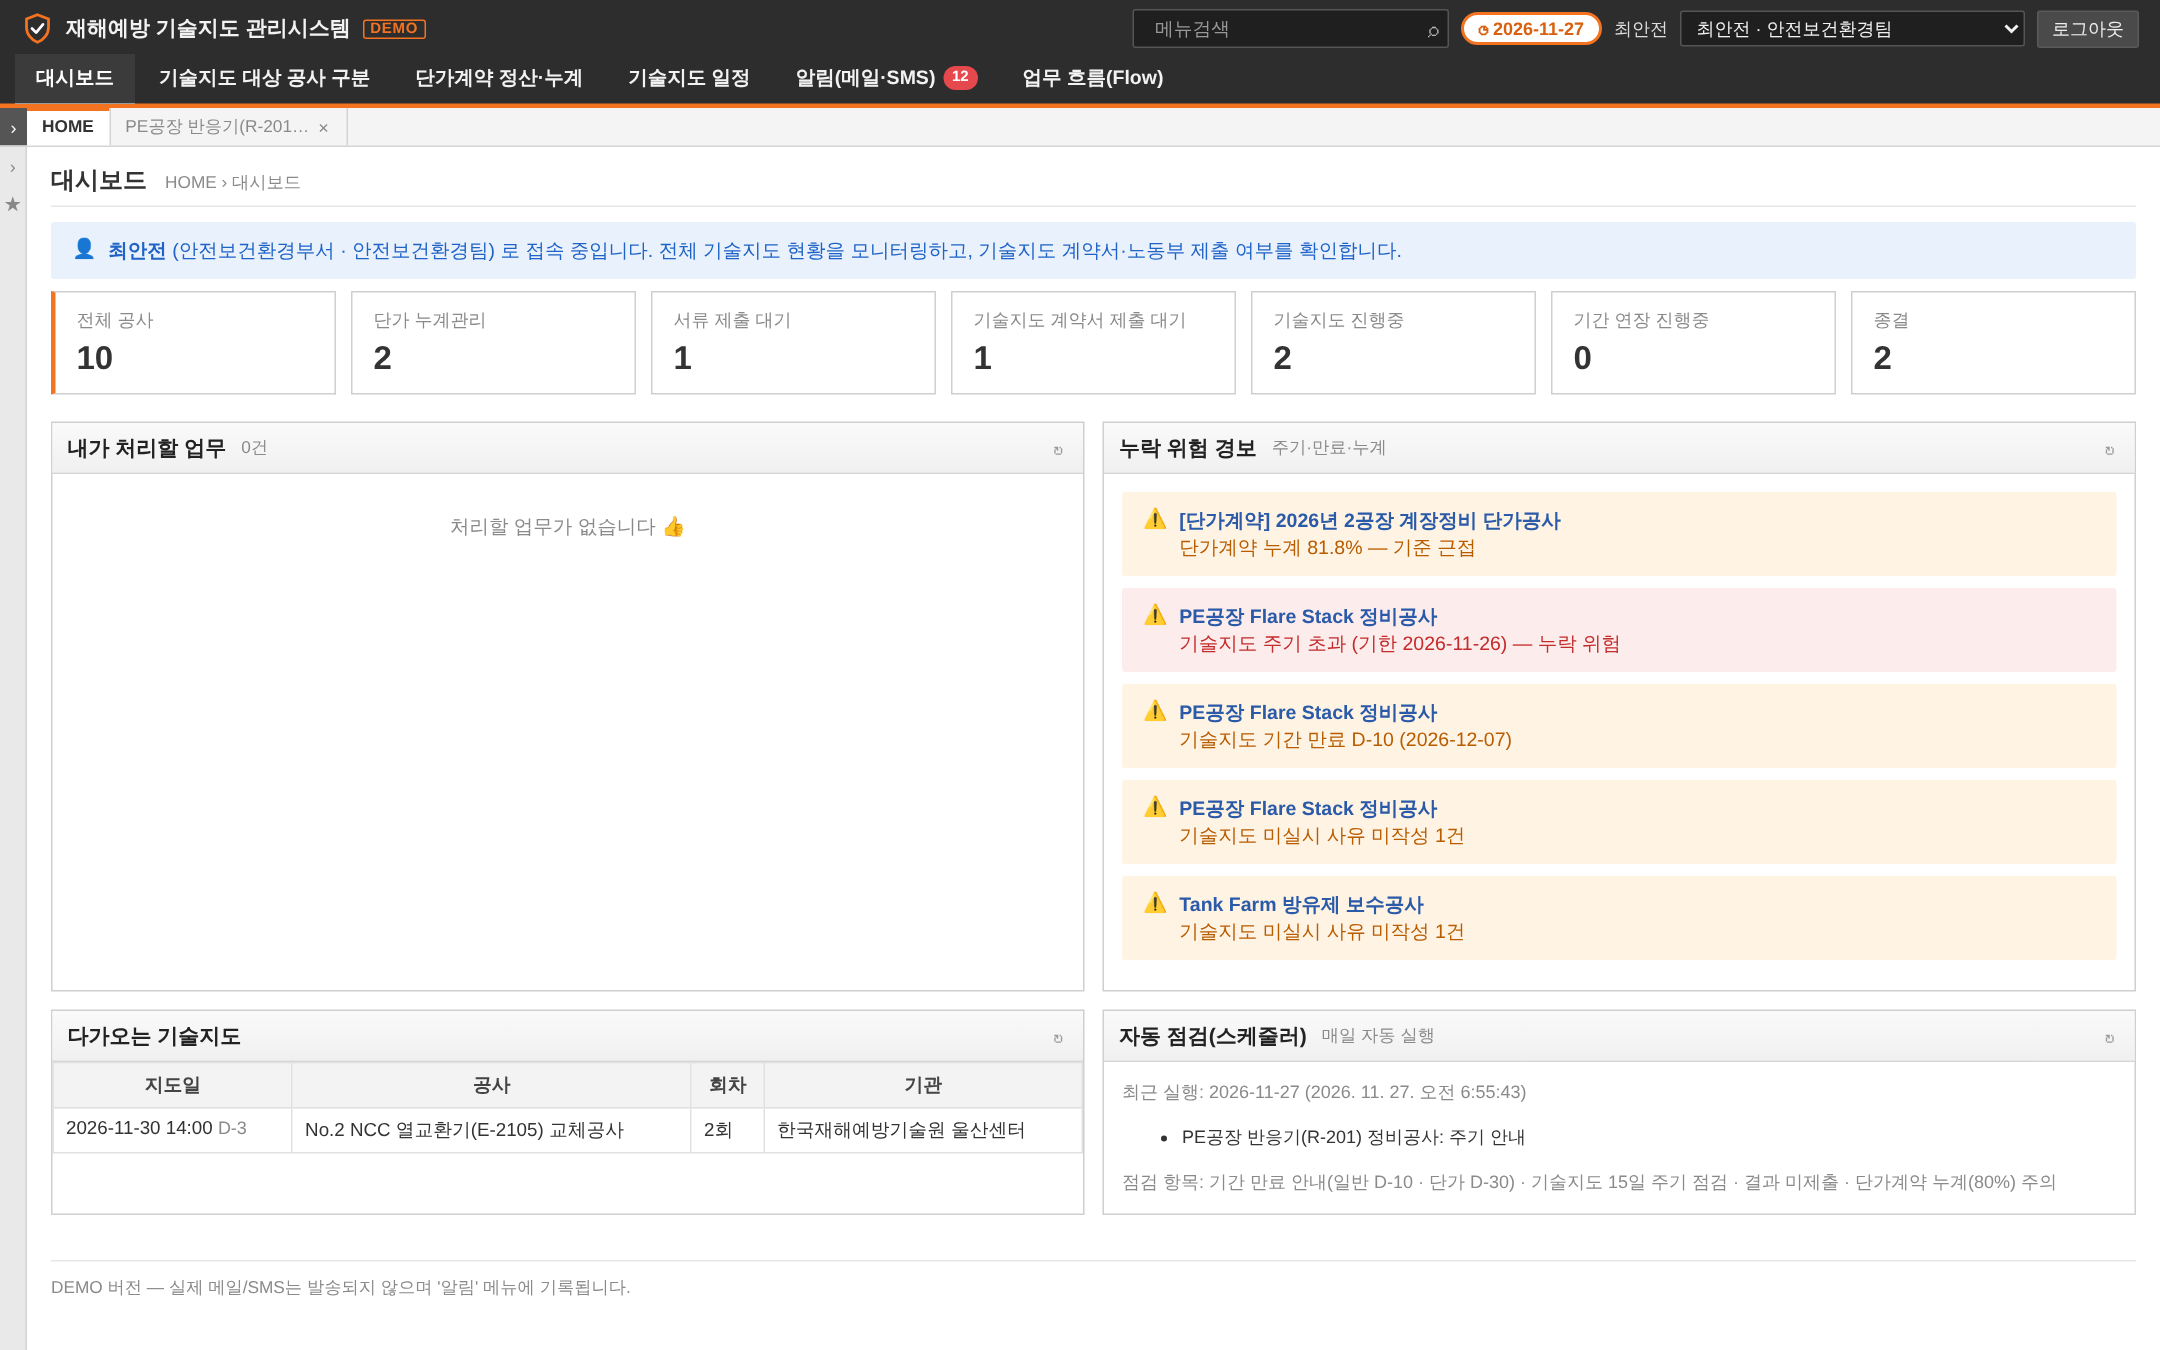 재해예방 기술지도 관리시스템 DEMO 메뉴검색 2026-11-27 최안전 최안전 · 안전보건환경팀 로그아웃
대시보드 기술지도 대상 공사 구분 단가계약 정산·누계 기술지도 일정 알림(메일·SMS) 12 업무 흐름(Flow)
› HOME PE공장 반응기(R-201… ×
›
★
대시보드 HOME › 대시보드
최안전 (안전보건환경부서 · 안전보건환경팀) 로 접속 중입니다. 전체 기술지도 현황을 모니터링하고, 기술지도 계약서·노동부 제출 여부를 확인합니다.
전체 공사 단가 누계관리 서류 제출 대기 기술지도 계약서 제출 대기 기술지도 진행중 기간 연장 진행중 종결
10 2 1 1 2 0 2
내가 처리할 업무 0건
처리할 업무가 없습니다 👍
누락 위험 경보 주기·만료·누계
[단가계약] 2026년 2공장 계장정비 단가공사
단가계약 누계 81.8% — 기준 근접
PE공장 Flare Stack 정비공사
기술지도 주기 초과 (기한 2026-11-26) — 누락 위험
PE공장 Flare Stack 정비공사
기술지도 기간 만료 D-10 (2026-12-07)
PE공장 Flare Stack 정비공사
기술지도 미실시 사유 미작성 1건
Tank Farm 방유제 보수공사
기술지도 미실시 사유 미작성 1건
다가오는 기술지도
지도일 공사 회차 기관
2026-11-30 14:00 D-3 No.2 NCC 열교환기(E-2105) 교체공사 2회 한국재해예방기술원 울산센터
자동 점검(스케줄러) 매일 자동 실행
최근 실행: 2026-11-27 (2026. 11. 27. 오전 6:55:43)
• PE공장 반응기(R-201) 정비공사: 주기 안내
점검 항목: 기간 만료 안내(일반 D-10 · 단가 D-30) · 기술지도 15일 주기 점검 · 결과 미제출 · 단가계약 누계(80%) 주의
DEMO 버전 — 실제 메일/SMS는 발송되지 않으며 '알림' 메뉴에 기록됩니다.